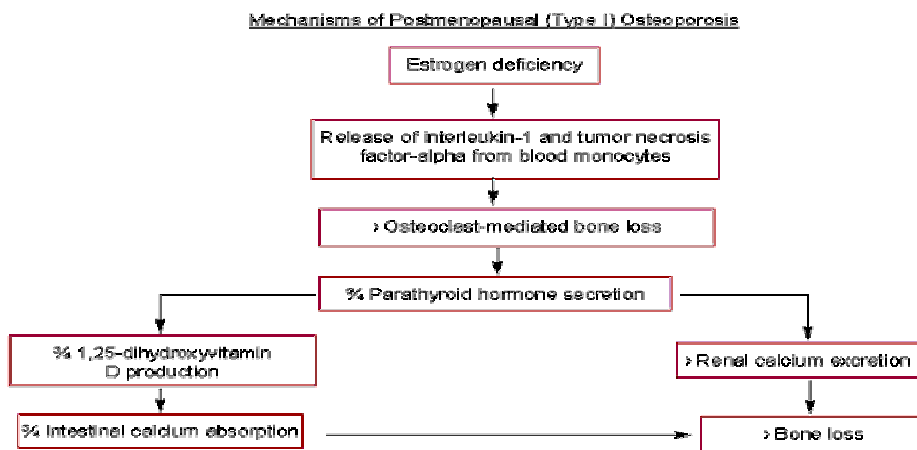 Mechanisms of Postmenopausal (Type I) Osteoporosis
Estrogen deficiency
Release of interleukin-1 and tumor necrosis
factor-alpha from blood monocytes
› Osteoclast-mediated bone loss
¾ Parathyroid hormone secretion
¾ 1,25-dihydroxyvitamin
D production
› Renal calcium excretion
¾ Intestinal calcium absorption
› Bone loss